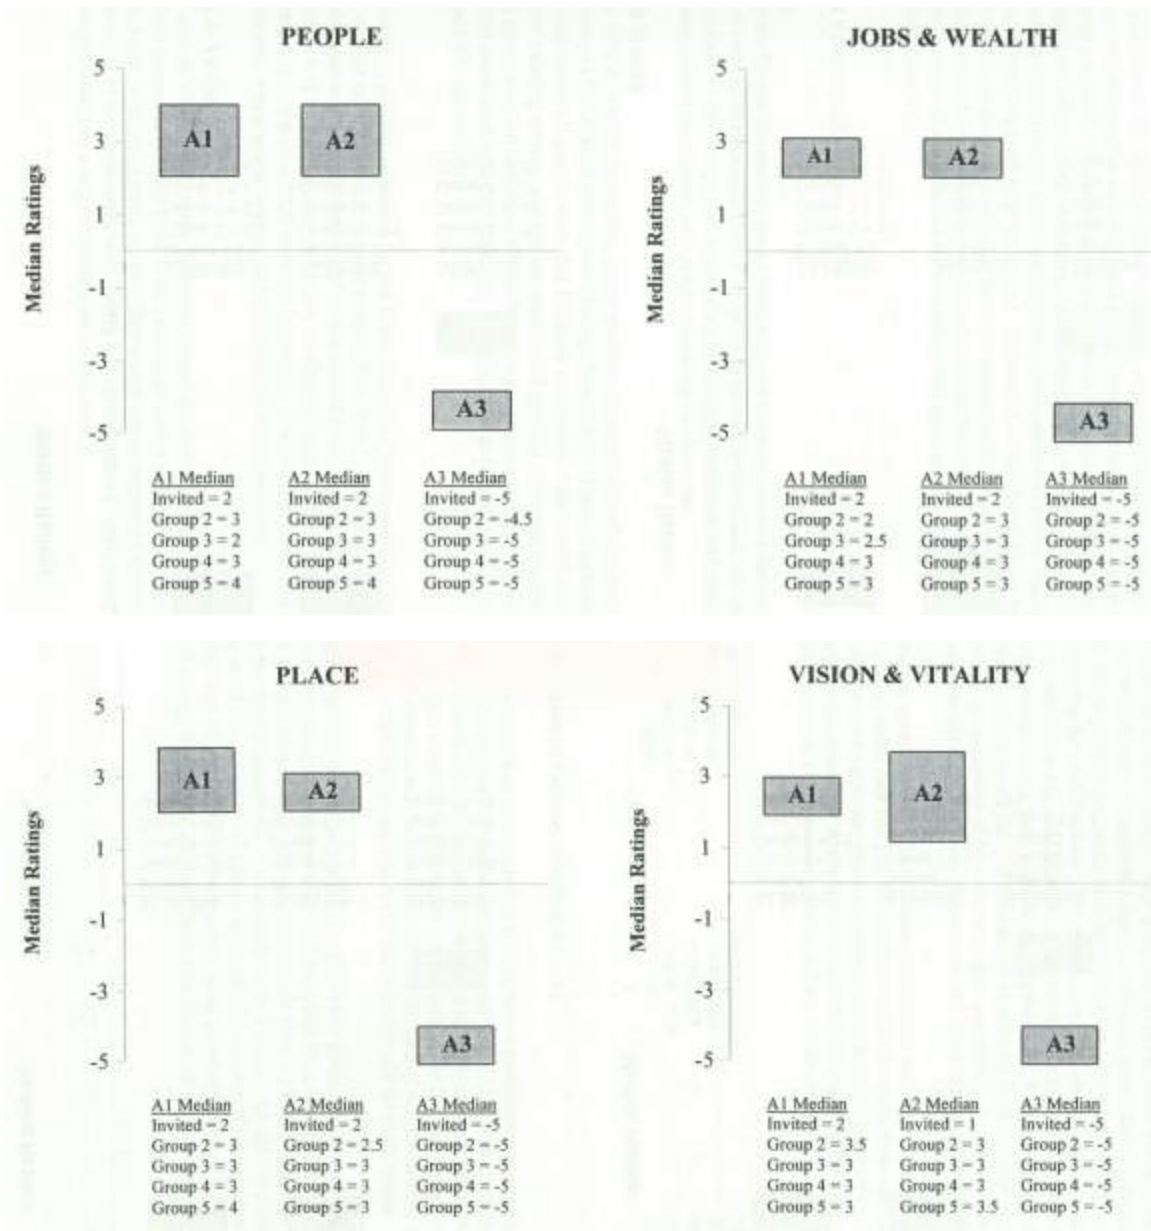 PEOPLE
Median Ratings
5
3
1
-1
-3
-5
A1
A2
A3
A1 Median
Invited = 2
Group 2 = 3
Group 3 = 2
Group 4 = 3
Group 5 = 4
A2 Median
Invited = 2
Group 2 = 3
Group 3 = 3
Group 4 = 3
Group 5 = 4
A3 Median
Invited = -5
Group 2 = -4.5
Group 3 = -5
Group 4 = -5
Group 5 = -5
JOBS & WEALTH
Median Ratings
5
3
1
-1
-3
-5
A1
A2
A3
A1 Median
Invited = 2
Group 2 = 2
Group 3 = 2.5
Group 4 = 3
Group 5 = 3
A2 Median
Invited = 2
Group 2 = 3
Group 3 = 3
Group 4 = 3
Group 5 = 3
A3 Median
Invited = -5
Group 2 = -5
Group 3 = -5
Group 4 = -5
Group 5 = -5
PLACE
Median Ratings
5
3
1
-1
-3
-5
A1
A2
A3
A1 Median
Invited = 2
Group 2 = 3
Group 3 = 3
Group 4 = 3
Group 5 = 4
A2 Median
Invited = 2
Group 2 = 2.5
Group 3 = 3
Group 4 = 3
Group 5 = 3
A3 Median
Invited = -5
Group 2 = -5
Group 3 = -5
Group 4 = -5
Group 5 = -5
VISION & VITALITY
Median Ratings
5
3
1
-1
-3
-5
A1
A2
A3
A1 Median
Invited = 2
Group 2 = 3.5
Group 3 = 3
Group 4 = 3
Group 5 = 3
A2 Median
Invited = 1
Group 2 = 3
Group 3 = 3
Group 4 = 3
Group 5 = 3.5
A3 Median
Invited = -5
Group 2 = -5
Group 3 = -5
Group 4 = -5
Group 5 = -5